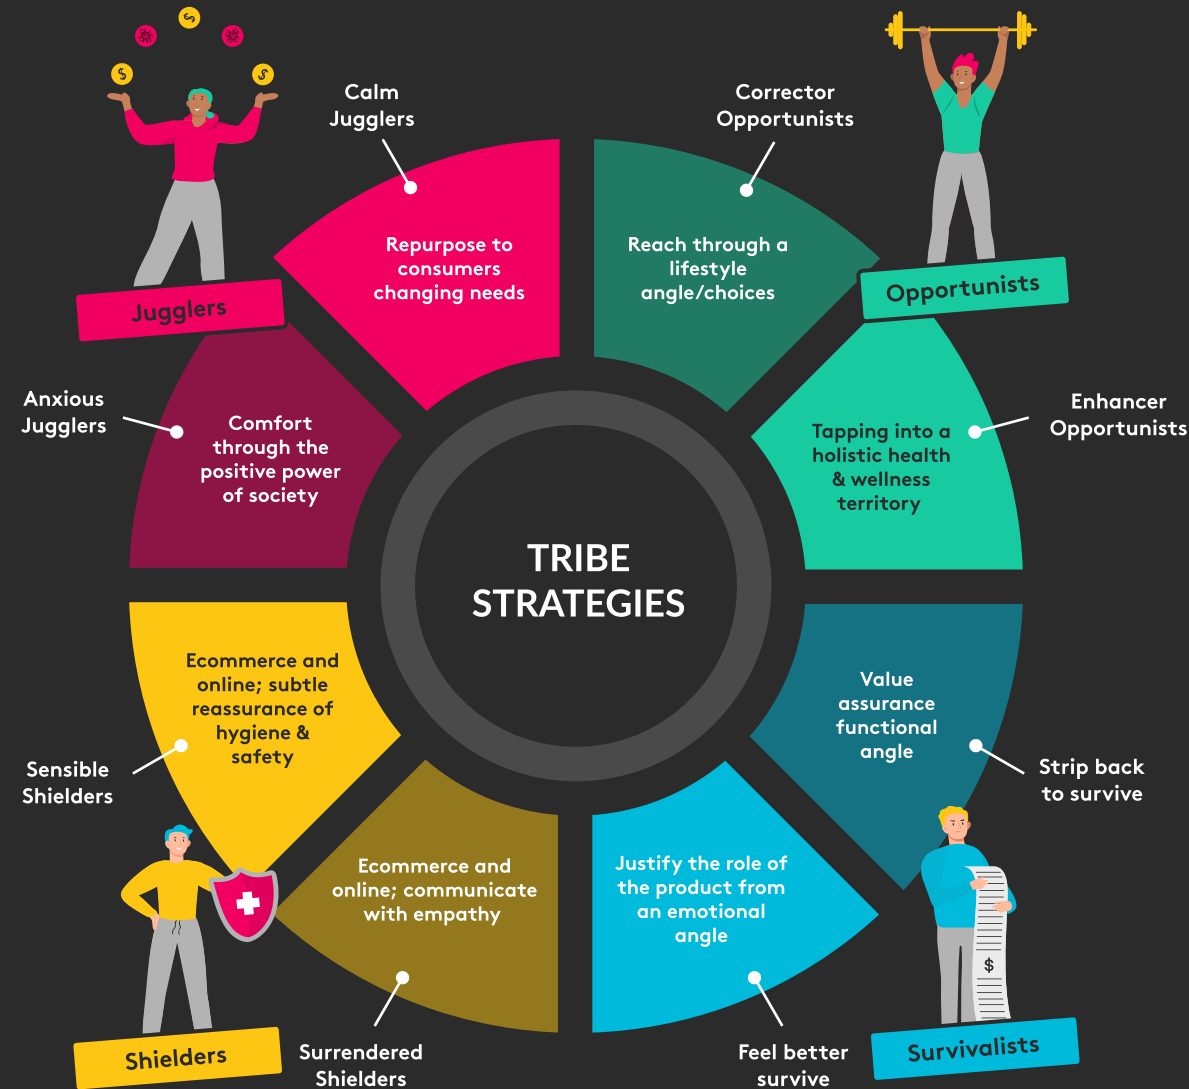 $
$
$
Calm
Jugglers
Corrector
Opportunists
Repurpose to
consumers
changing needs
Reach through a
lifestyle
angle/choices
Jugglers
Opportunists
Anxious
Jugglers
Comfort
through the
positive power
of society
Tapping into a
holistic health
& wellness
territory
Enhancer
Opportunists
TRIBE
STRATEGIES
Ecommerce and
online; subtle
reassurance of
hygiene &
safety
Sensible
Shielders
Value
assurance
functional
angle
Strip back
to survive
Ecommerce and
online; communicate
with empathy
Justify the role of
the product from
an emotional
angle
$
Shielders
Surrendered
Shielders
Feel better
survive
Survivalists